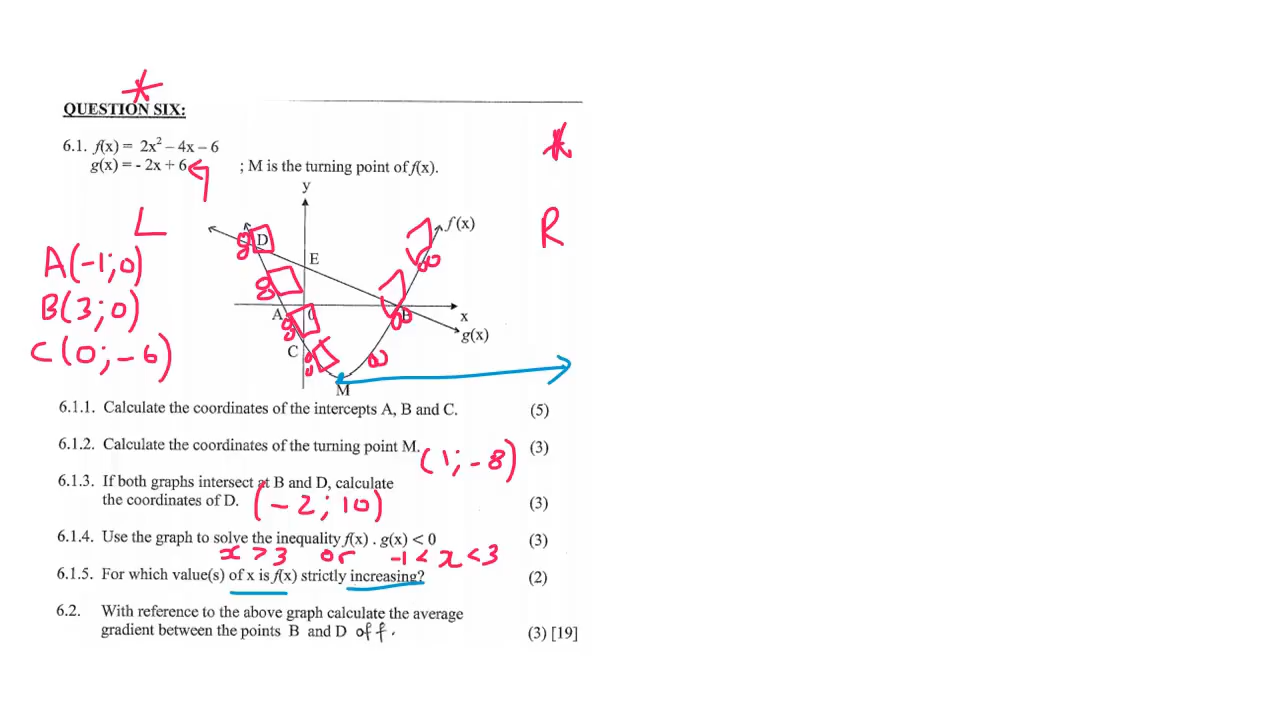 QUESTION SIX:
6.1. f(x) = 2x² – 4x – 6
g(x) = - 2x + 6 ; M is the turning point of f(x).
y
L
R
f(x)
D
A(-1;0)
E
B(3;0)
A
0
B
x
g(x)
C(0;-6)
C
M
6.1.1. Calculate the coordinates of the intercepts A, B and C. (5)
6.1.2. Calculate the coordinates of the turning point M. (3)
(1;-8)
6.1.3. If both graphs intersect at B and D, calculate
the coordinates of D. (-2;10) (3)
6.1.4. Use the graph to solve the inequality f(x) . g(x) < 0 (3)
x > 3 or -1 < x < 3
6.1.5. For which value(s) of x is f(x) strictly increasing? (2)
6.2. With reference to the above graph calculate the average
gradient between the points B and D of f. (3) [19]